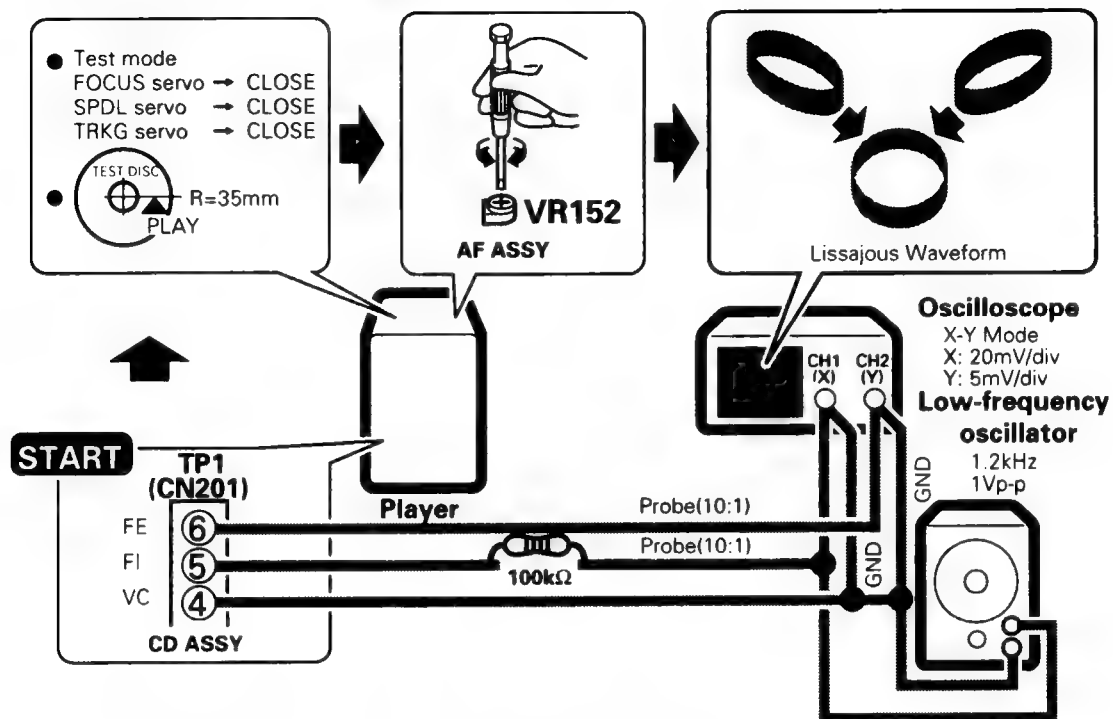 ● Test mode
FOCUS servo → CLOSE
SPDL servo → CLOSE
TRKG servo → CLOSE
● TEST DISC
R=35mm
PLAY
VR152
AF ASSY
Lissajous Waveform
START
TP1
(CN201)
FE 6
FI 5
VC 4
CD ASSY
Player
Probe(10:1)
Probe(10:1)
100kΩ
CH1
(X)
CH2
(Y)
GND
GND
Oscilloscope
X-Y Mode
X: 20mV/div
Y: 5mV/div
Low-frequency
oscillator
1.2kHz
1Vp-p